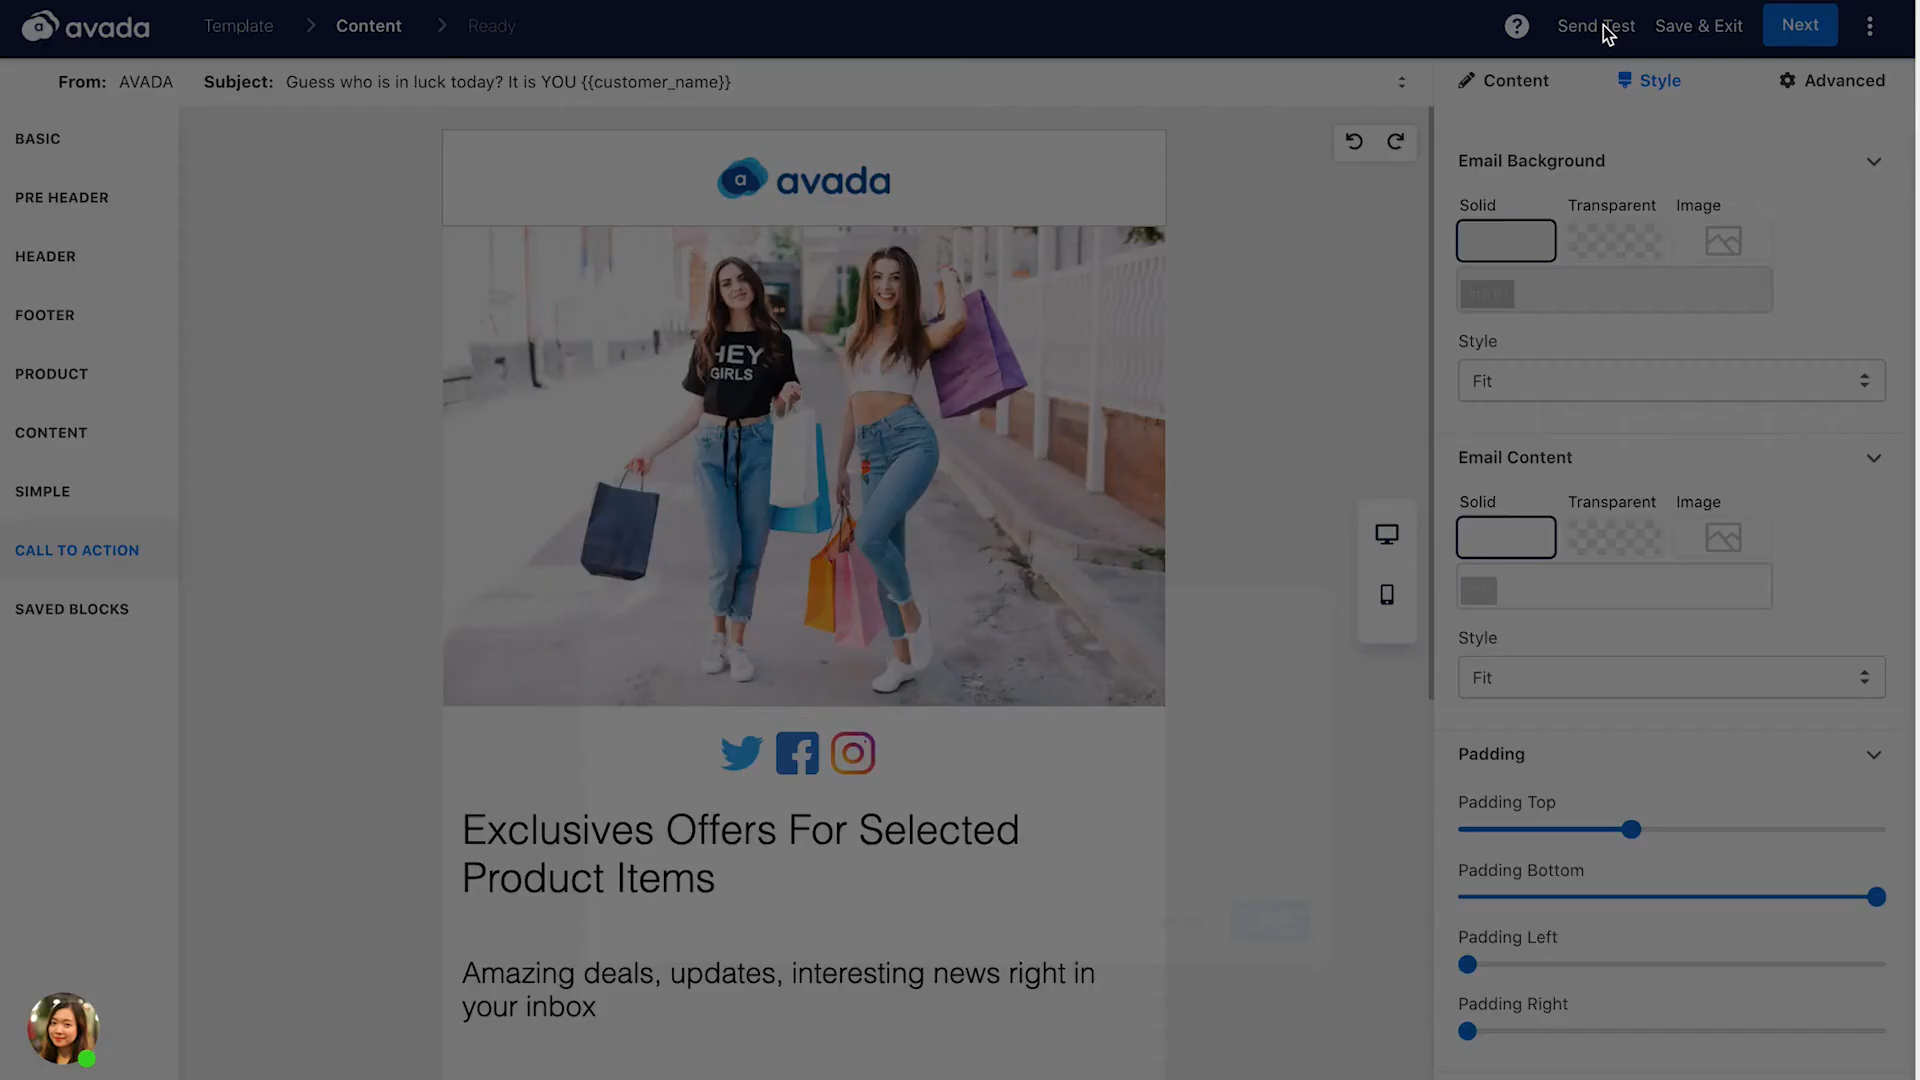 avada
Template > Content > Ready
? Send Test Save & Exit Next
From: AVADA Subject: Guess who is in luck today? It is YOU {{customer_name}}
Content Style Advanced
BASIC
PRE HEADER
HEADER
FOOTER
PRODUCT
CONTENT
SIMPLE
CALL TO ACTION
SAVED BLOCKS
a avada
HEY
GIRLS
Exclusives Offers For Selected
Product Items
Amazing deals, updates, interesting news right in
your inbox
Email Background
Solid Transparent Image
Style
Fit
Email Content
Solid Transparent Image
Style
Fit
Padding
Padding Top
Padding Bottom
Padding Left
Padding Right